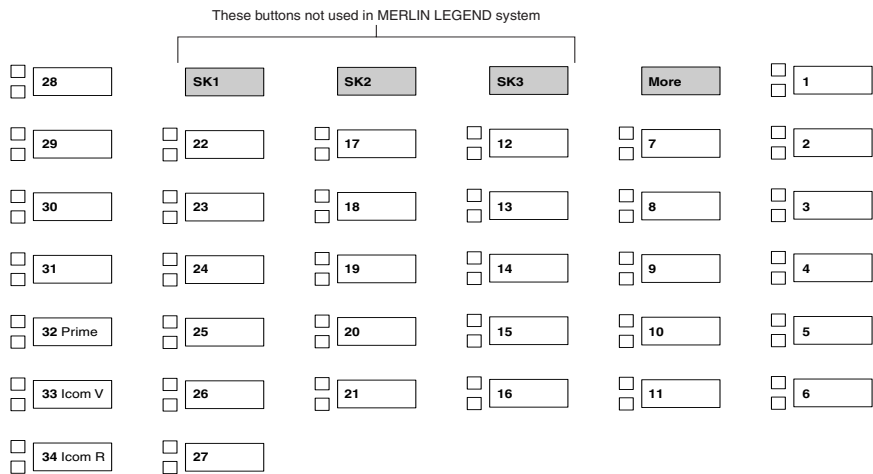 These buttons not used in MERLIN LEGEND system
28 SK1 SK2 SK3 More 1
29 22 17 12 7 2
30 23 18 13 8 3
31 24 19 14 9 4
32 Prime 25 20 15 10 5
33 Icom V 26 21 16 11 6
34 Icom R 27